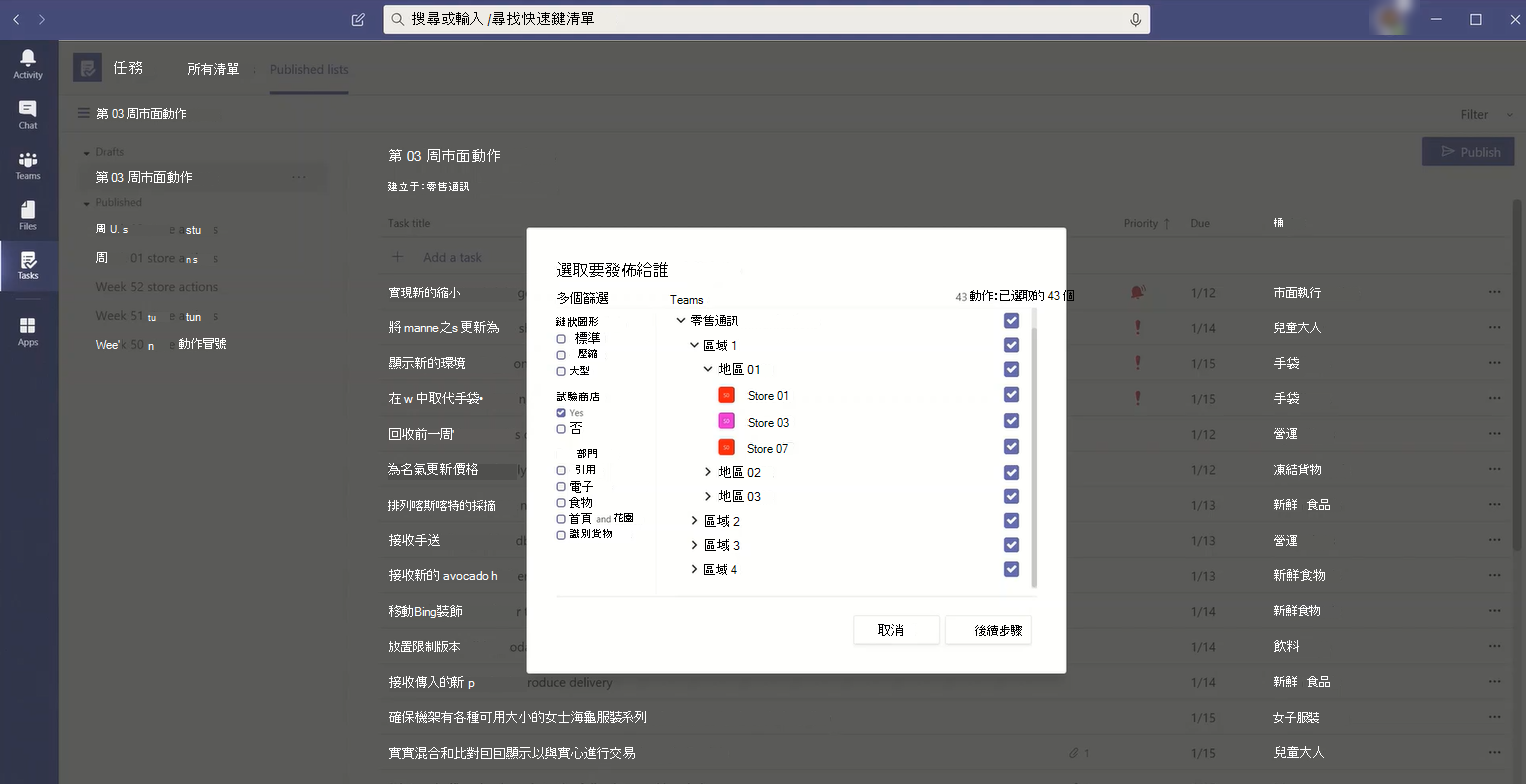 搜尋或輸入 /尋找快速鍵清單
Activity
Chat
Teams
Files
Tasks
Apps
任務
所有清單
Published lists
第 03 周市面動作
Filter
Drafts
第 03 周市面動作
Published
周 U. s e a stu s
周 01 store a n s s
Week 52 store actions
Week 51 tu a tun s
Wee' k 50 n e 動作冒號
第 03 周市面動作
建立于：零售通訊
Publish
Task title Priority ↑ Due 桶
Add a task
實現新的縮小 1/12 市面執行
將 manne 之s 更新為 1/14 兒童大人
顯示新的環境 on 1/15 手袋
在 w 中取代手袋• n 1/15 手袋
回收前一周' s 1/12 營運
為名氣更新價格 ly 1/12 凍結貨物
排列喀斯喀特的採摘 n 1/13 新鮮 食品
接收手送 db 1/13 營運
接收新的 avocado h e 1/13 新鮮食物
移動Bing裝飾 r t 1/14 新鮮食物
放置限制版本 oda 1/14 飲料
接收傳入的新 p roduce delivery 1/14 新鮮 食品
確保機架有各種可用大小的女士海龜服裝系列 1/15 女子服裝
實實混合和比對回回顯示以與實心進行交易 1 1/15 兒童大人
選取要發佈給誰
多個篩選
縫狀圖形
標準
壓縮
大型
試驗商店
Yes
否
部門
引用
電子
食物
首頁 and 花園
識別貨物
Teams
43 動作:已選取的 43 個
零售通訊
區域 1
地區 01
Store 01
Store 03
Store 07
地區 02
地區 03
區域 2
區域 3
區域 4
取消
後續步驟